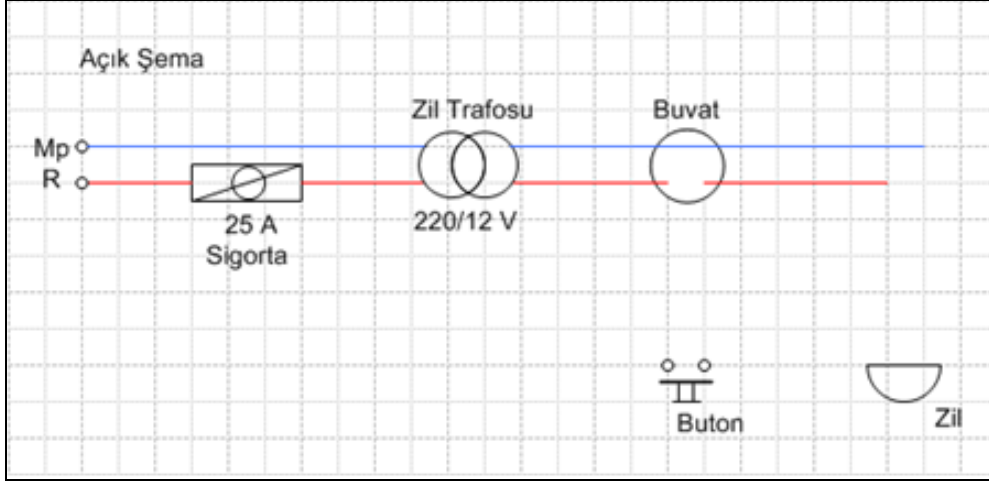 Açık Şema
Zil Trafosu
Buvat
Mp
R
25 A
Sigorta
220/12 V
Buton
Zil